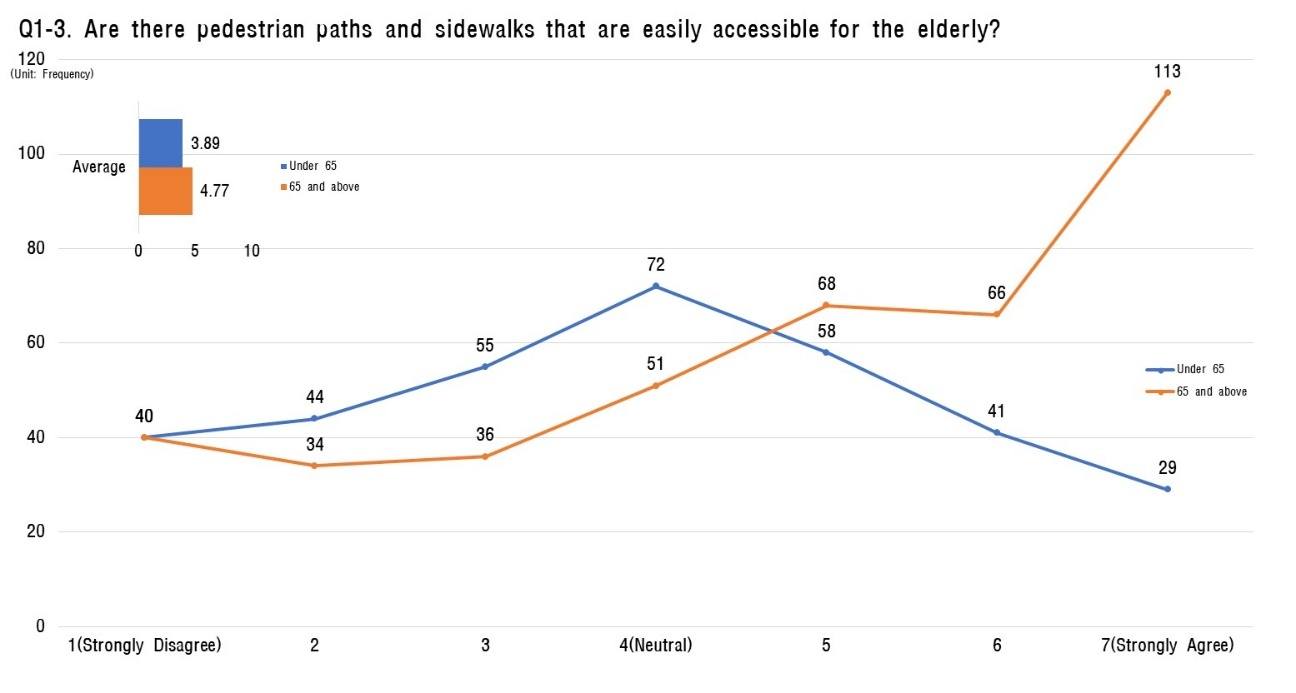 Q1-3. Are there pedestrian paths and sidewalks that are easily accessible for the elderly?
120
(Unit: Frequency)
113
100
Average
3.89
4.77
Under 65
65 and above
0 5 10
80
72
68
66
60
55
58
51
Under 65
65 and above
40
40
44
34
36
41
29
20
0
1(Strongly Disagree) 2 3 4(Neutral) 5 6 7(Strongly Agree)